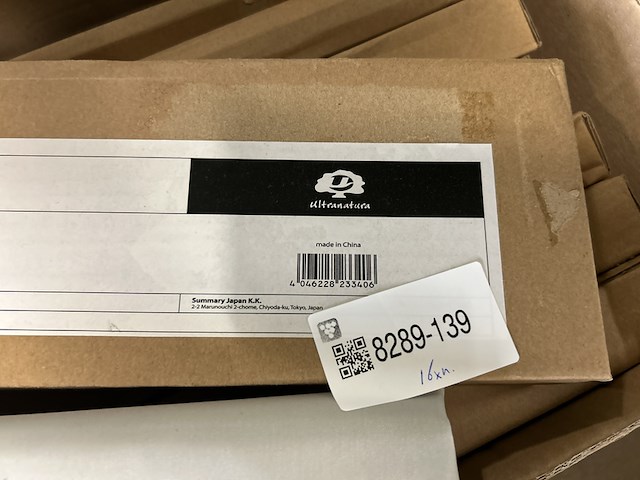 Ultranatura
made in China
4 046228 233406
Summary Japan K.K.
2-2 Marunouchi 2-chome, Chiyoda-ku, Tokyo, Japan
8289-139